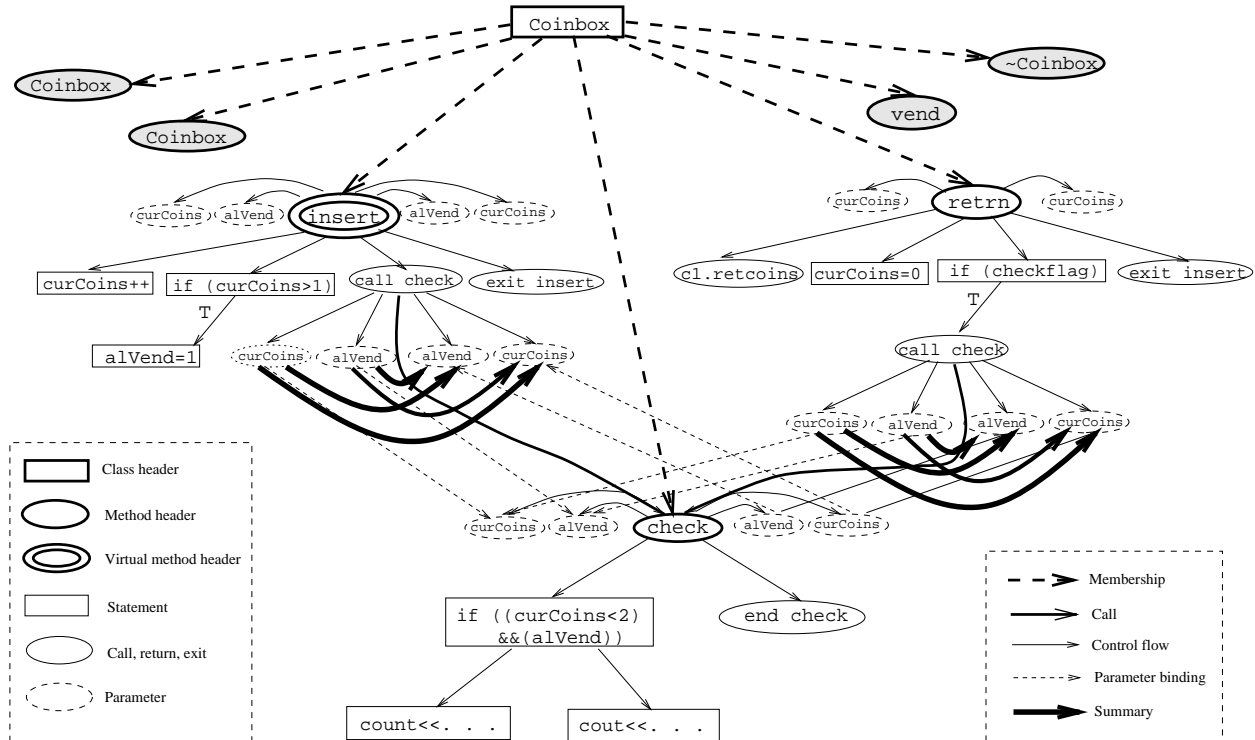 Coinbox
~Coinbox
Coinbox
vend
Coinbox
curCoins
alVend
insert
alVend
curCoins
curCoins
retrn
curCoins
curCoins++
if (curCoins>1)
call check
exit insert
c1.retcoins
curCoins=0
if (checkflag)
exit insert
T
T
alVend=1
curCoins
alVend
alVend
curCoins
call check
curCoins
alVend
alVend
curCoins
curCoins
alVend
check
alVend
curCoins
if ((curCoins<2)
&&(alVend))
end check
count<<. . .
cout<<. . .
Class header
Method header
Virtual method header
Statement
Call, return, exit
Parameter
Membership
Call
Control flow
Parameter binding
Summary